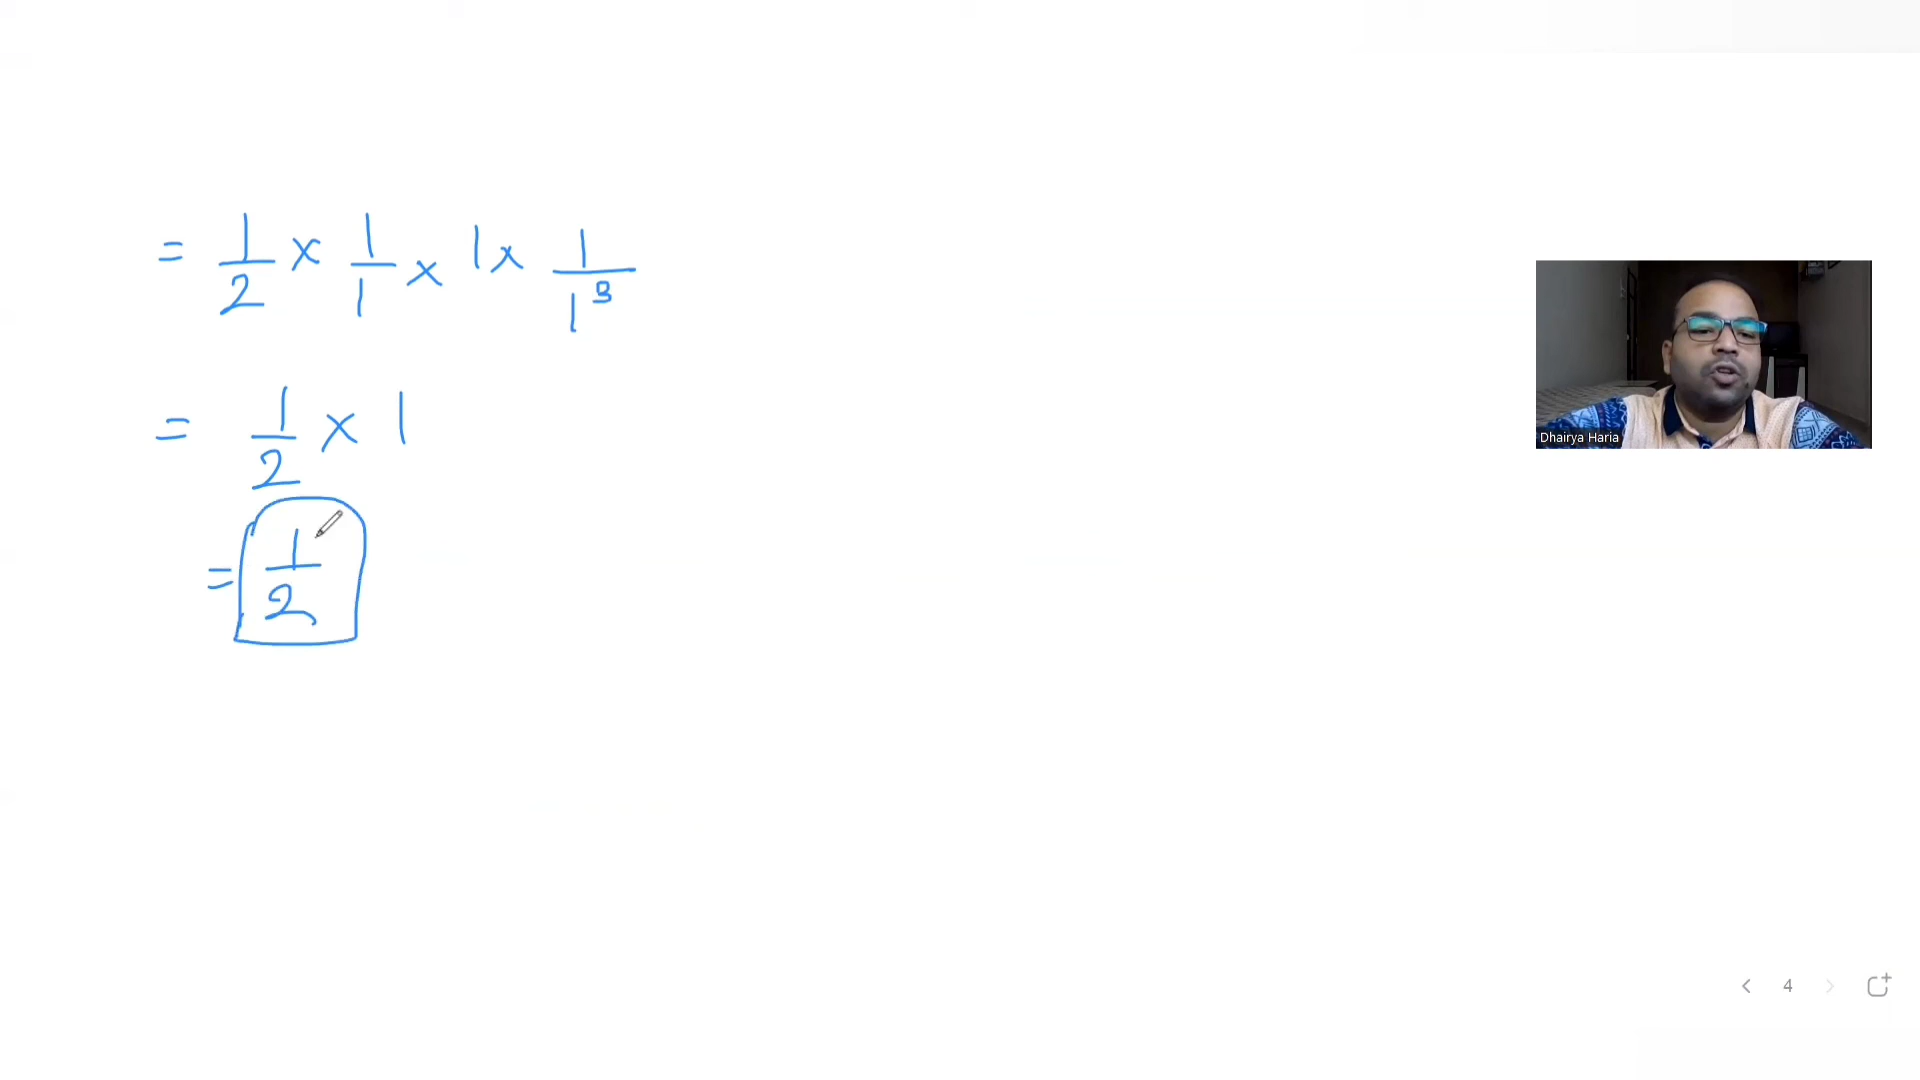 = 1/2 x 1/1 x 1 x 1/1³
= 1/2 x 1
= 1/2
Dhairya Haria
4